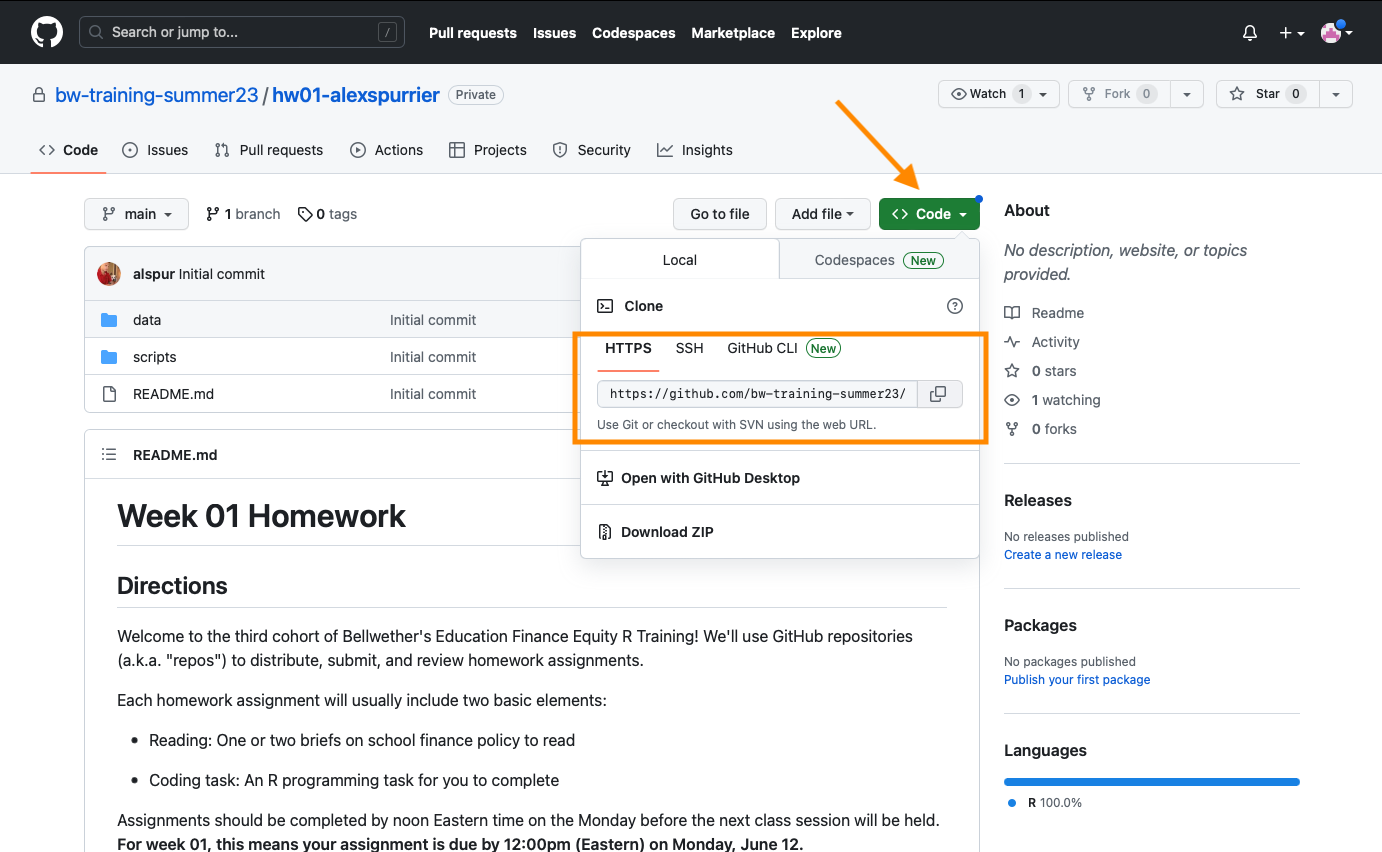 Search or jump to...
/
Pull requests
Issues
Codespaces
Marketplace
Explore
bw-training-summer23 / hw01-alexspurrier
Private
Watch 1
Fork 0
Star 0
Code
Issues
Pull requests
Actions
Projects
Security
Insights
main
1 branch
0 tags
Go to file
Add file
Code
alspur Initial commit
data Initial commit
scripts Initial commit
README.md Initial commit
Local
Codespaces New
Clone
HTTPS
SSH
GitHub CLI New
https://github.com/bw-training-summer23/
Use Git or checkout with SVN using the web URL.
Open with GitHub Desktop
Download ZIP
README.md
Week 01 Homework
Directions
Welcome to the third cohort of Bellwether's Education Finance Equity R Training! We'll use GitHub repositories
(a.k.a. "repos") to distribute, submit, and review homework assignments.
Each homework assignment will usually include two basic elements:
• Reading: One or two briefs on school finance policy to read
• Coding task: An R programming task for you to complete
Assignments should be completed by noon Eastern time on the Monday before the next class session will be held.
For week 01, this means your assignment is due by 12:00pm (Eastern) on Monday, June 12.
About
No description, website, or topics
provided.
Readme
Activity
0 stars
1 watching
0 forks
Releases
No releases published
Create a new release
Packages
No packages published
Publish your first package
Languages
R 100.0%